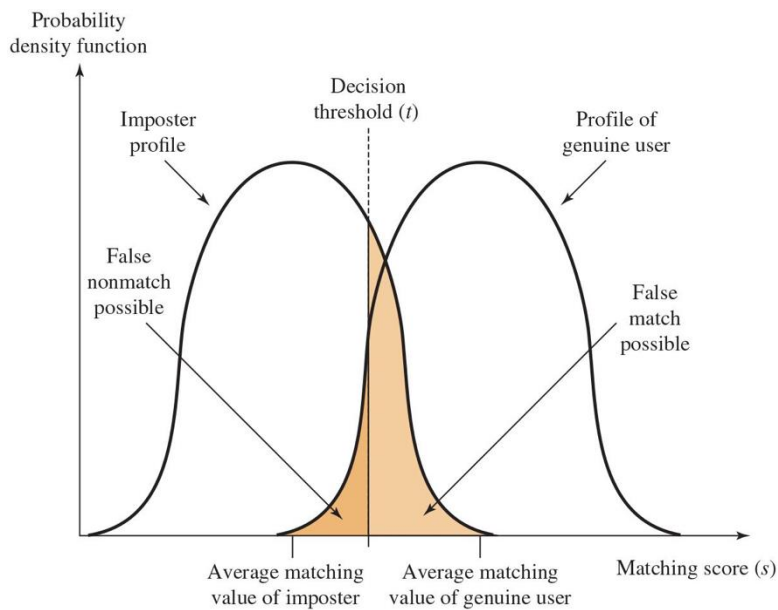 Probability
density function
Decision
threshold (t)
Imposter
profile
Profile of
genuine user
False
nonmatch
possible
False
match
possible
Average matching
value of imposter
Average matching
value of genuine user
Matching score (s)